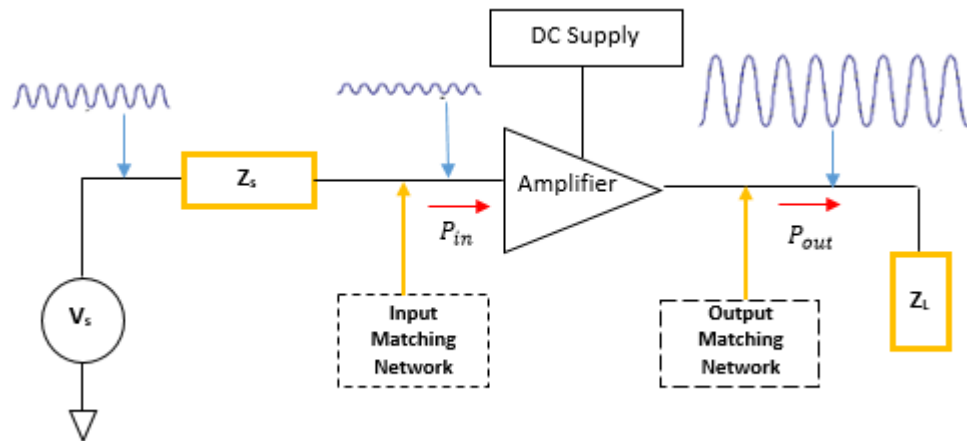 DC Supply
Zs
Amplifier
Pin
Pout
Vs
Input
Matching
Network
Output
Matching
Network
ZL